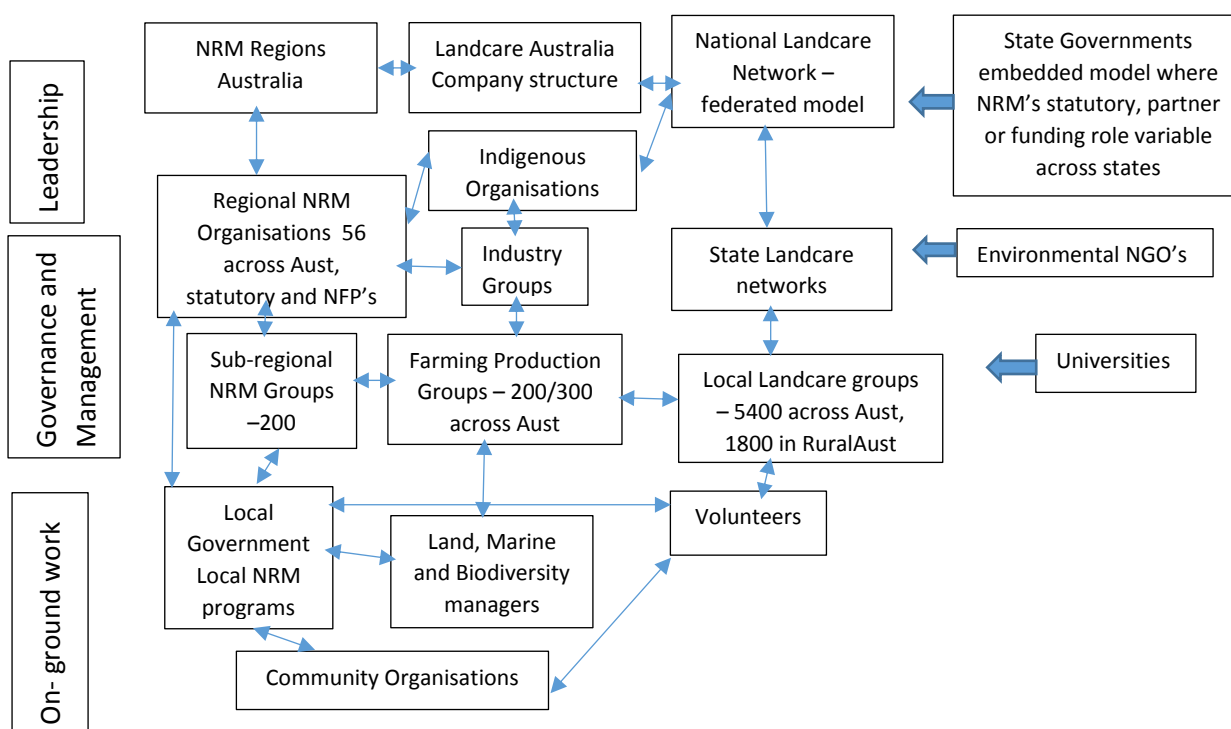 Leadership
NRM Regions
Australia
Landcare Australia
Company structure
National Landcare
Network –
federated model
State Governments
embedded model where
NRM's statutory, partner
or funding role variable
across states
Indigenous
Organisations
Regional NRM
Organisations 56
across Aust,
statutory and NFP's
Governance and
Management
Industry
Groups
State Landcare
networks
Environmental NGO's
Sub-regional
NRM Groups
–200
Farming Production
Groups – 200/300
across Aust
Local Landcare groups
– 5400 across Aust,
1800 in RuralAust
Universities
On- ground work
Local
Government
Local NRM
programs
Land, Marine
and Biodiversity
managers
Volunteers
Community Organisations